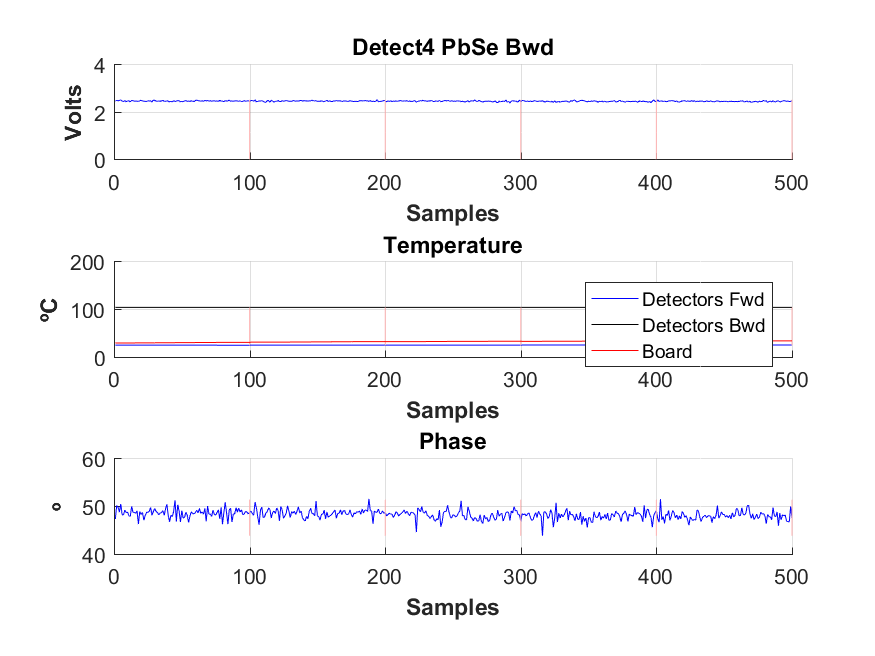 Detect4 PbSe Bwd
4
2
0
Volts
0 100 200 300 400 500
Samples
Temperature
200
100
0
ºC
Detectors Fwd
Detectors Bwd
Board
0 100 200 300 400 500
Samples
Phase
60
50
40
º
0 100 200 300 400 500
Samples